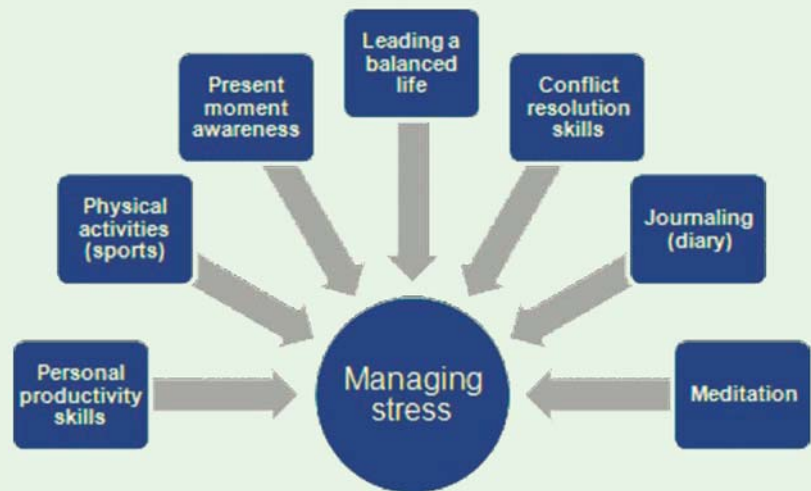 Leading a
balanced
life
Present
moment
awareness
Conflict
resolution
skills
Physical
activities
(sports)
Journaling
(diary)
Personal
productivity
skills
Managing
stress
Meditation